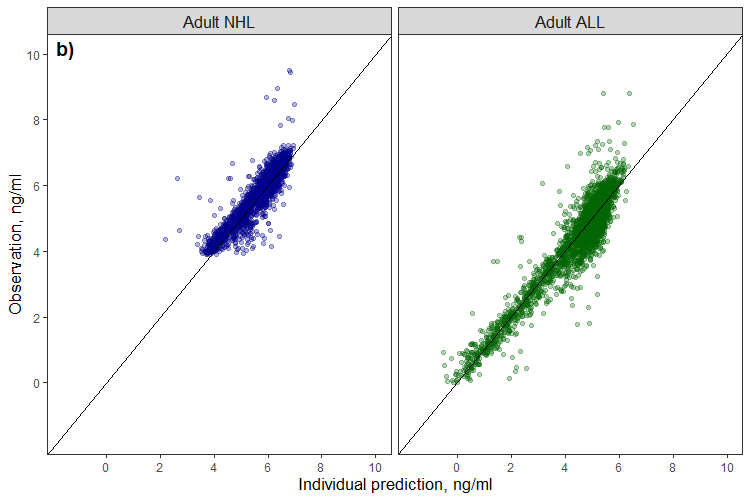 Adult NHL
Adult ALL
b)
10
8
6
4
2
0
Observation, ng/ml
0 2 4 6 8 10
0 2 4 6 8 10
Individual prediction, ng/ml